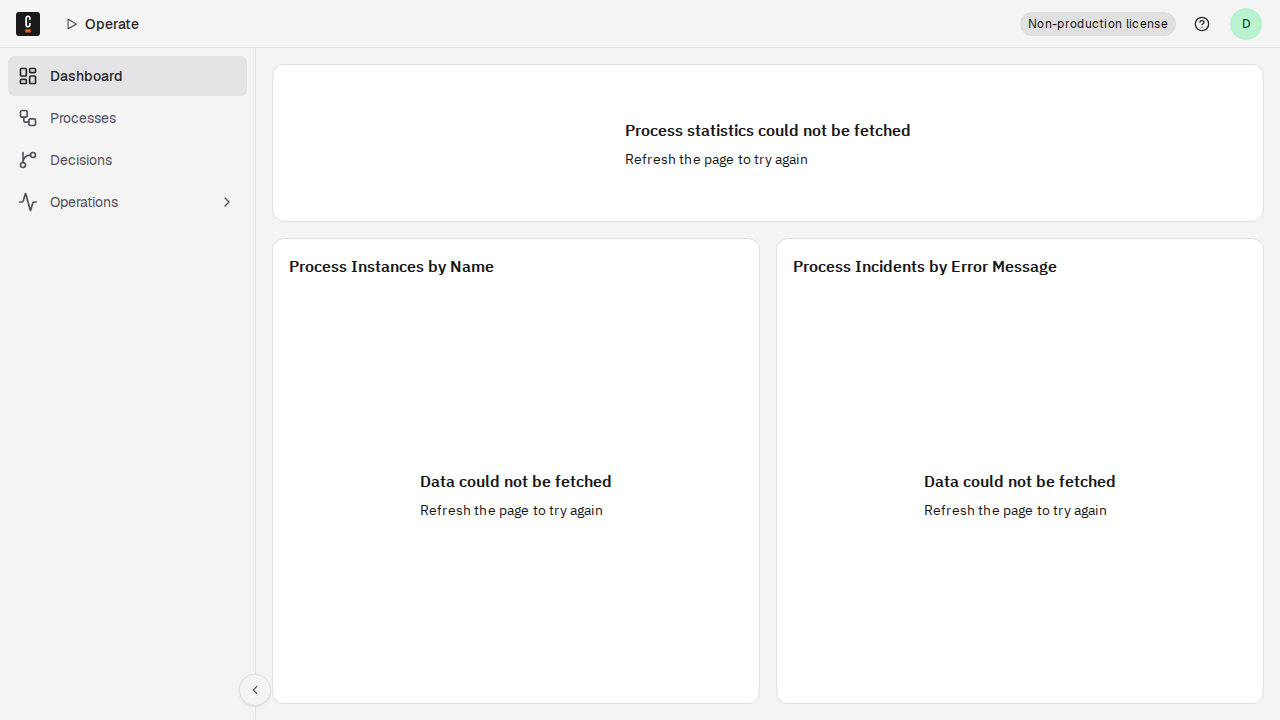 Operate
Non-production license
D
Dashboard
Processes
Decisions
Operations
Process statistics could not be fetched
Refresh the page to try again
Process Instances by Name
Data could not be fetched
Refresh the page to try again
Process Incidents by Error Message
Data could not be fetched
Refresh the page to try again